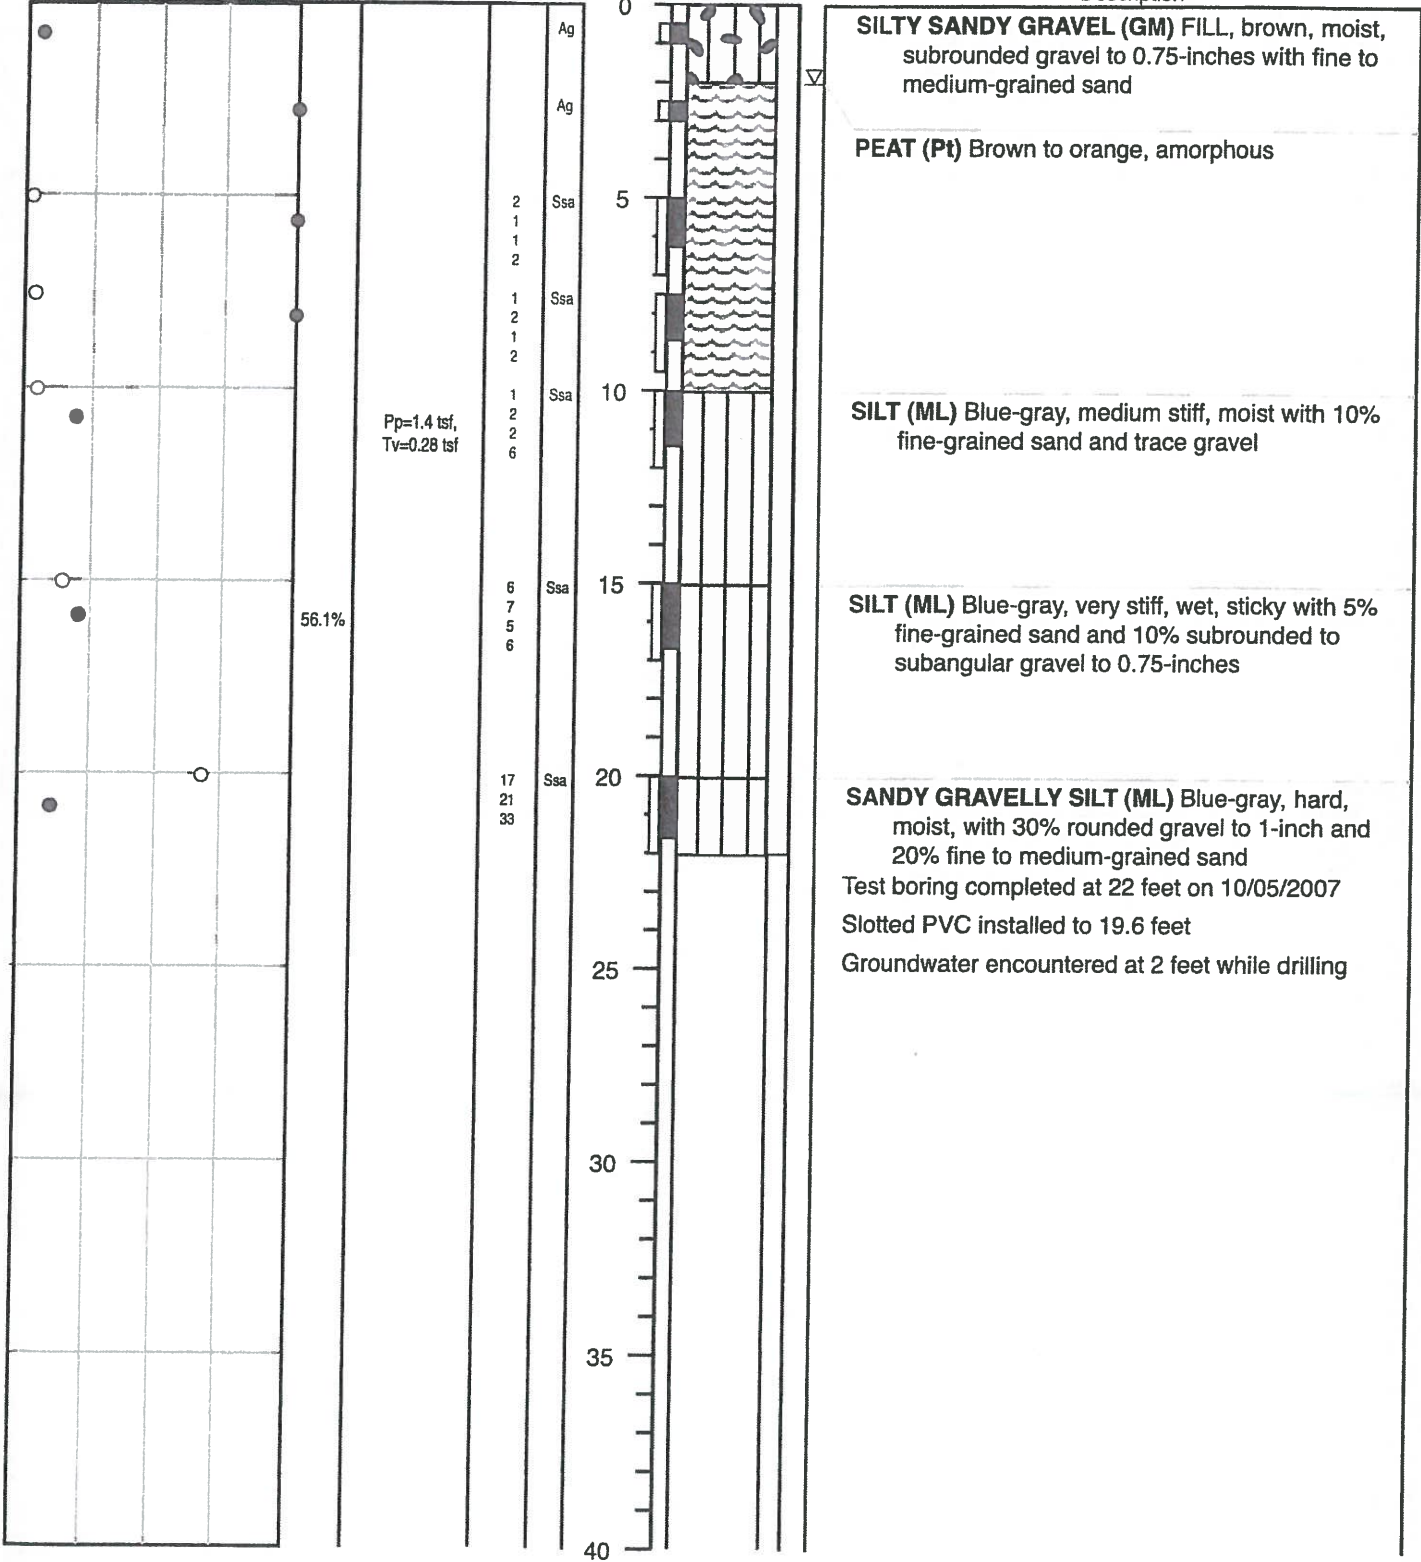 Description
0
Ag
SILTY SANDY GRAVEL (GM) FILL, brown, moist,
subrounded gravel to 0.75-inches with fine to
medium-grained sand
Ag
PEAT (Pt) Brown to orange, amorphous
5
2 Ssa
1
1
2
1 Ssa
2
1
2
10
1 Ssa
2
2
6
Pp=1.4 tsf,
Tv=0.28 tsf
SILT (ML) Blue-gray, medium stiff, moist with 10%
fine-grained sand and trace gravel
15
6 Ssa
7
5
6
56.1%
SILT (ML) Blue-gray, very stiff, wet, sticky with 5%
fine-grained sand and 10% subrounded to
subangular gravel to 0.75-inches
20
17 Ssa
21
33
SANDY GRAVELLY SILT (ML) Blue-gray, hard,
moist, with 30% rounded gravel to 1-inch and
20% fine to medium-grained sand
Test boring completed at 22 feet on 10/05/2007
Slotted PVC installed to 19.6 feet
Groundwater encountered at 2 feet while drilling
25
30
35
40